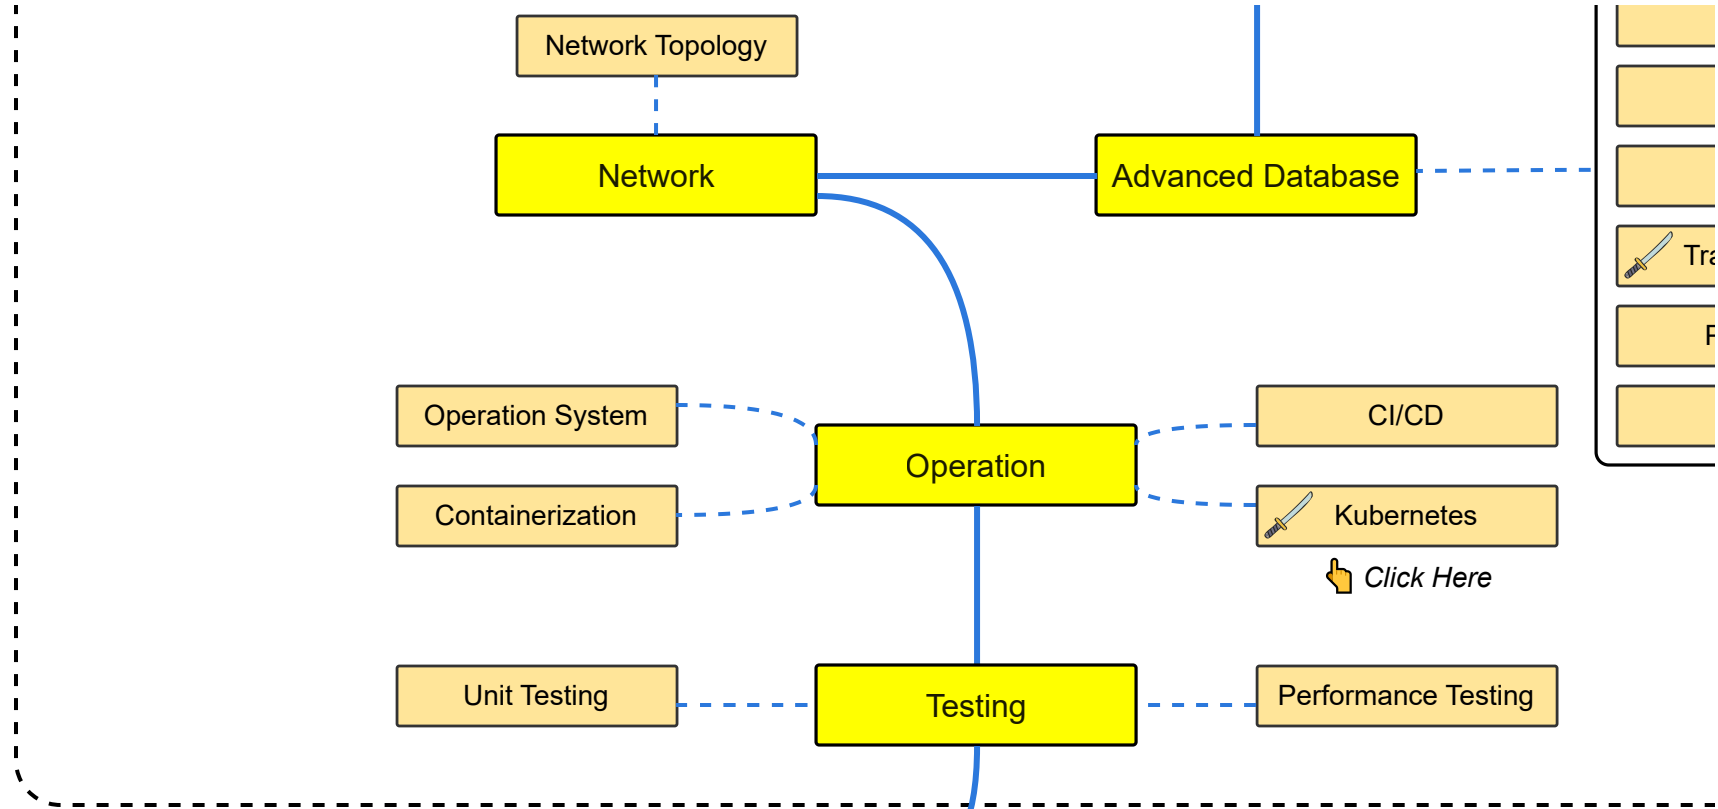 Network Topology
Network
Advanced Database
Operation System
CI/CD
Operation
Containerization
Kubernetes
Click Here
Unit Testing
Testing
Performance Testing